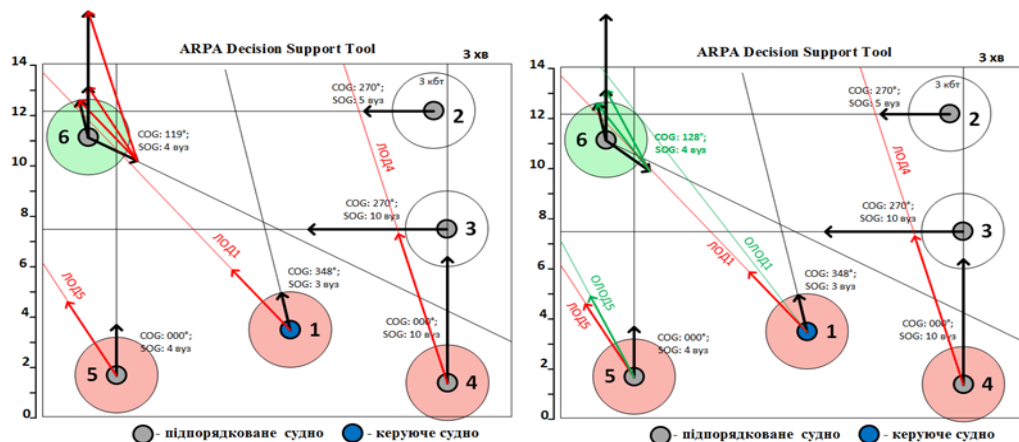 ARPA Decision Support Tool
3 хв
14
12
10
8
6
4
2
0
3 кбт
COG: 270°;
SOG: 5 вуз
2
6
COG: 119°;
SOG: 4 вуз
ЛОД4
COG: 270°;
SOG: 10 вуз
3
ЛОД1
ЛОД5
COG: 348°;
SOG: 3 вуз
1
COG: 000°;
SOG: 4 вуз
5
COG: 000°;
SOG: 10 вуз
4
- підпорядковане судно
- керуюче судно
ARPA Decision Support Tool
3 хв
14
12
10
8
6
4
2
0
3 кбт
COG: 270°;
SOG: 5 вуз
2
6
COG: 128°;
SOG: 4 вуз
ЛОД4
COG: 270°;
SOG: 10 вуз
3
ОЛОД1
ЛОД1
ОЛОД5
ЛОД5
COG: 348°;
SOG: 3 вуз
1
COG: 000°;
SOG: 4 вуз
5
COG: 000°;
SOG: 10 вуз
4
- підпорядковане судно
- керуюче судно